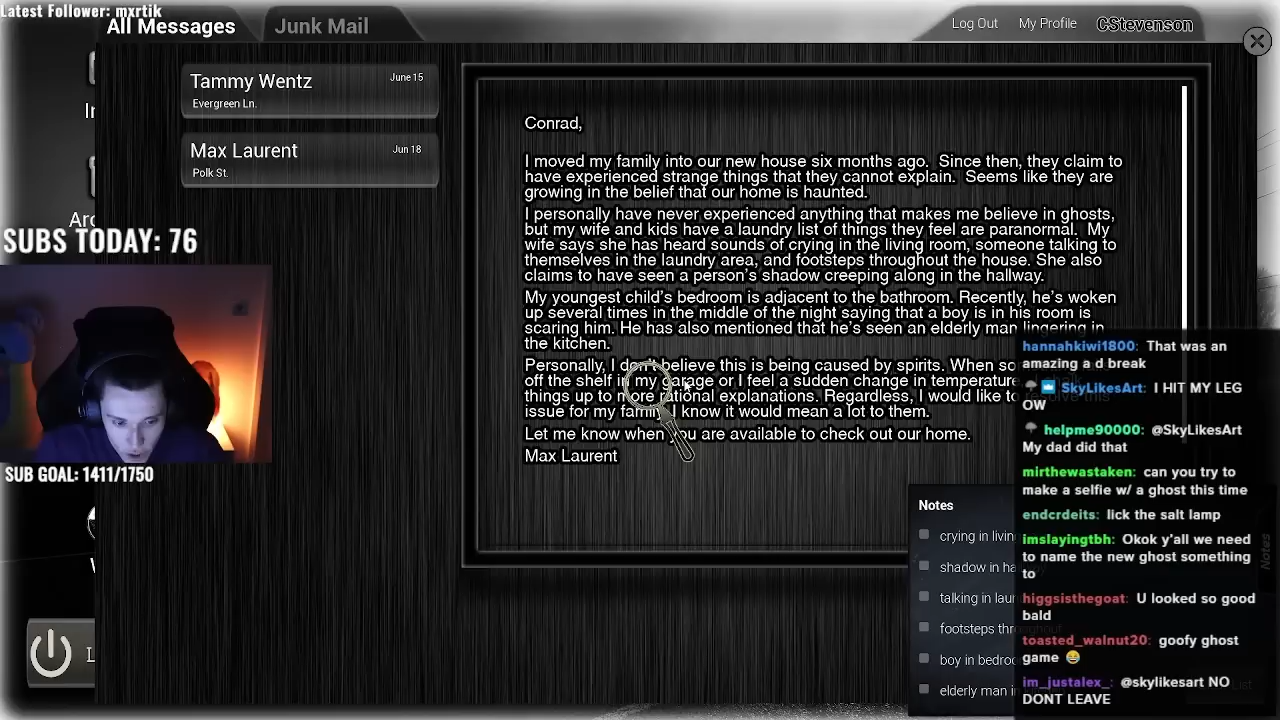 Latest Follower: mxrtik
All Messages
Junk Mail
Log Out
My Profile
CStevenson
Tammy Wentz
June 15
Evergreen Ln.
Max Laurent
Jun 18
Polk St.
SUBS TODAY: 76
SUB GOAL: 1411/1750
Conrad,
I moved my family into our new house six months ago. Since then, they claim to
have experienced strange things that they cannot explain. Seems like they are
growing in the belief that our home is haunted.
I personally have never experienced anything that makes me believe in ghosts,
but my wife and kids have a laundry list of things they feel are paranormal. My
wife says she has heard sounds of crying in the living room, someone talking to
themselves in the laundry area, and footsteps throughout the house. She also
claims to have seen a person's shadow creeping along in the hallway.
My youngest child's bedroom is adjacent to the bathroom. Recently, he's woken
up several times in the middle of the night saying that a boy is in his room is
scaring him. He has also mentioned that he's seen an elderly man lingering in
the kitchen.
Personally, I don't believe this is being caused by spirits. When
off the shelf in my garage or I feel a sudden change in temperature
things up to more rational explanations. Regardless, I would like to resolve this
issue for my family. I know it would mean a lot to them.
Let me know when you are available to check out our home.
Max Laurent
Notes
crying in livin
shadow in ha
talking in laun
footsteps throughout
boy in bedroo
elderly man in
Notes
hannahkiwi1800: That was an
amazing a d break
SkyLikesArt: I HIT MY LEG
OW
helpme90000: @SkyLikesArt
My dad did that
mirthewastaken: can you try to
make a selfie w/ a ghost this time
endcrdeits: lick the salt lamp
imslayingtbh: Okok y'all we need
to name the new ghost something
to
higgsisthegoat: U looked so good
bald
toasted_walnut20: goofy ghost
game 😂
im_justalex_: @skylikesart NO
DONT LEAVE